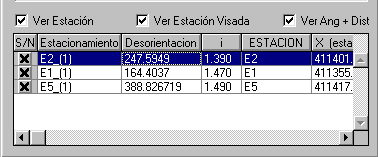 Ver Estación Ver Estación Visada Ver Ang + Dist
S/N Estacionamiento Desorientacion i ESTACION X (esta
E2_(1) 247.5949 1.390 E2 411401.
E1_(1) 164.4037 1.470 E1 411355.
E5_(1) 388.826719 1.490 E5 411417.